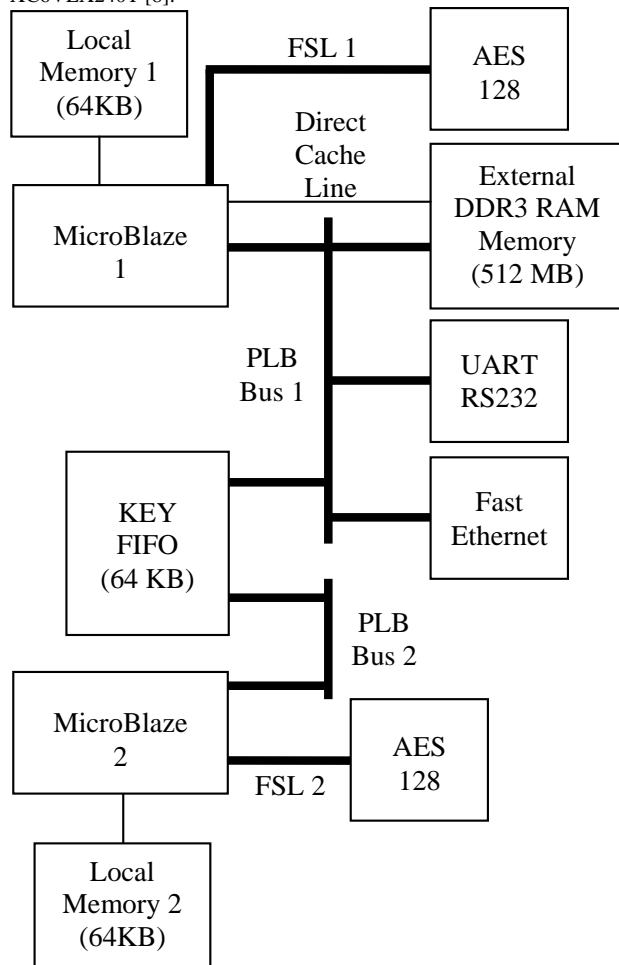 Local
Memory 1
(64KB)
FSL 1
AES
128
Direct
Cache
Line
External
DDR3 RAM
Memory
(512 MB)
MicroBlaze
1
PLB
Bus 1
UART
RS232
KEY
FIFO
(64 KB)
Fast
Ethernet
PLB
Bus 2
MicroBlaze
2
FSL 2
AES
128
Local
Memory 2
(64KB)